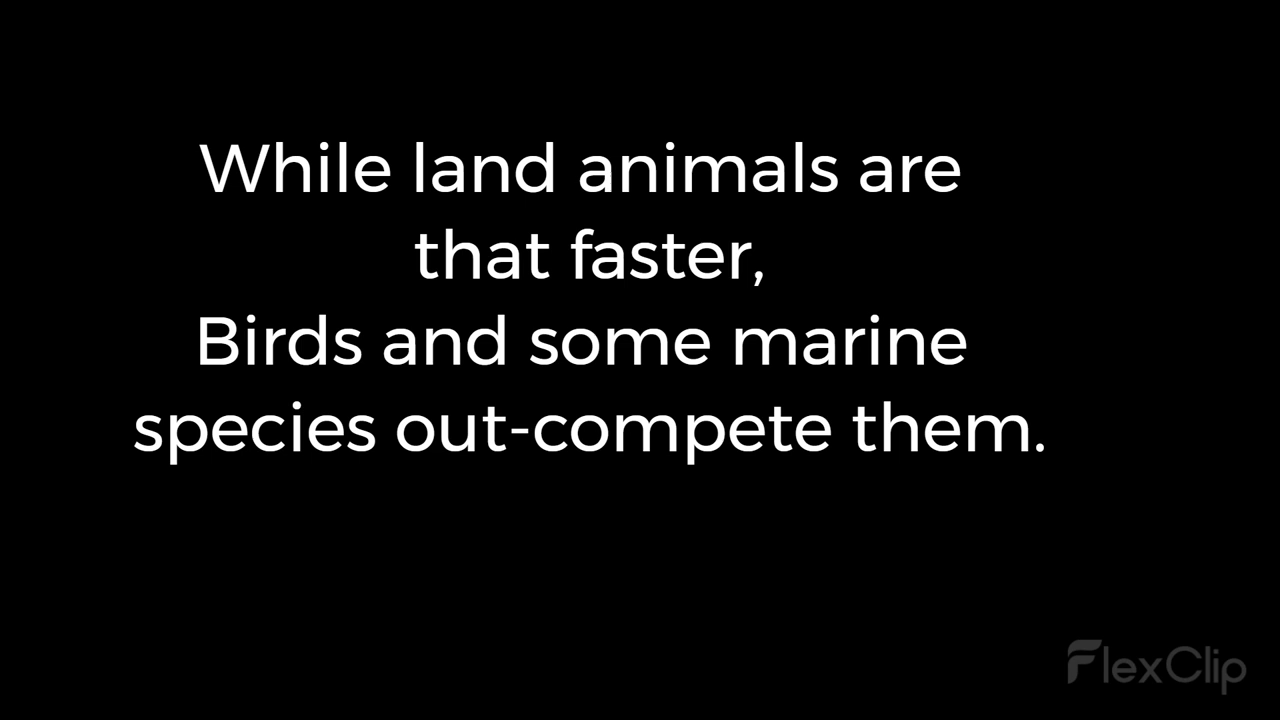 While land animals are
that faster,
Birds and some marine
species out-compete them.
FlexClip